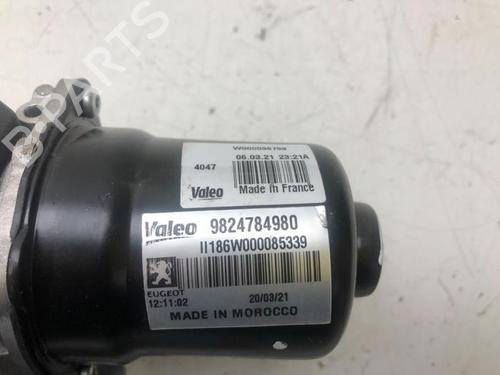 W000096768
4047
06.03.21 23:21A
Valeo
Made in France
Valeo 9824784980
II186W000085339
EUGEOT
12:11:02
20/03/21
MADE IN MOROCCO
B-PARTS